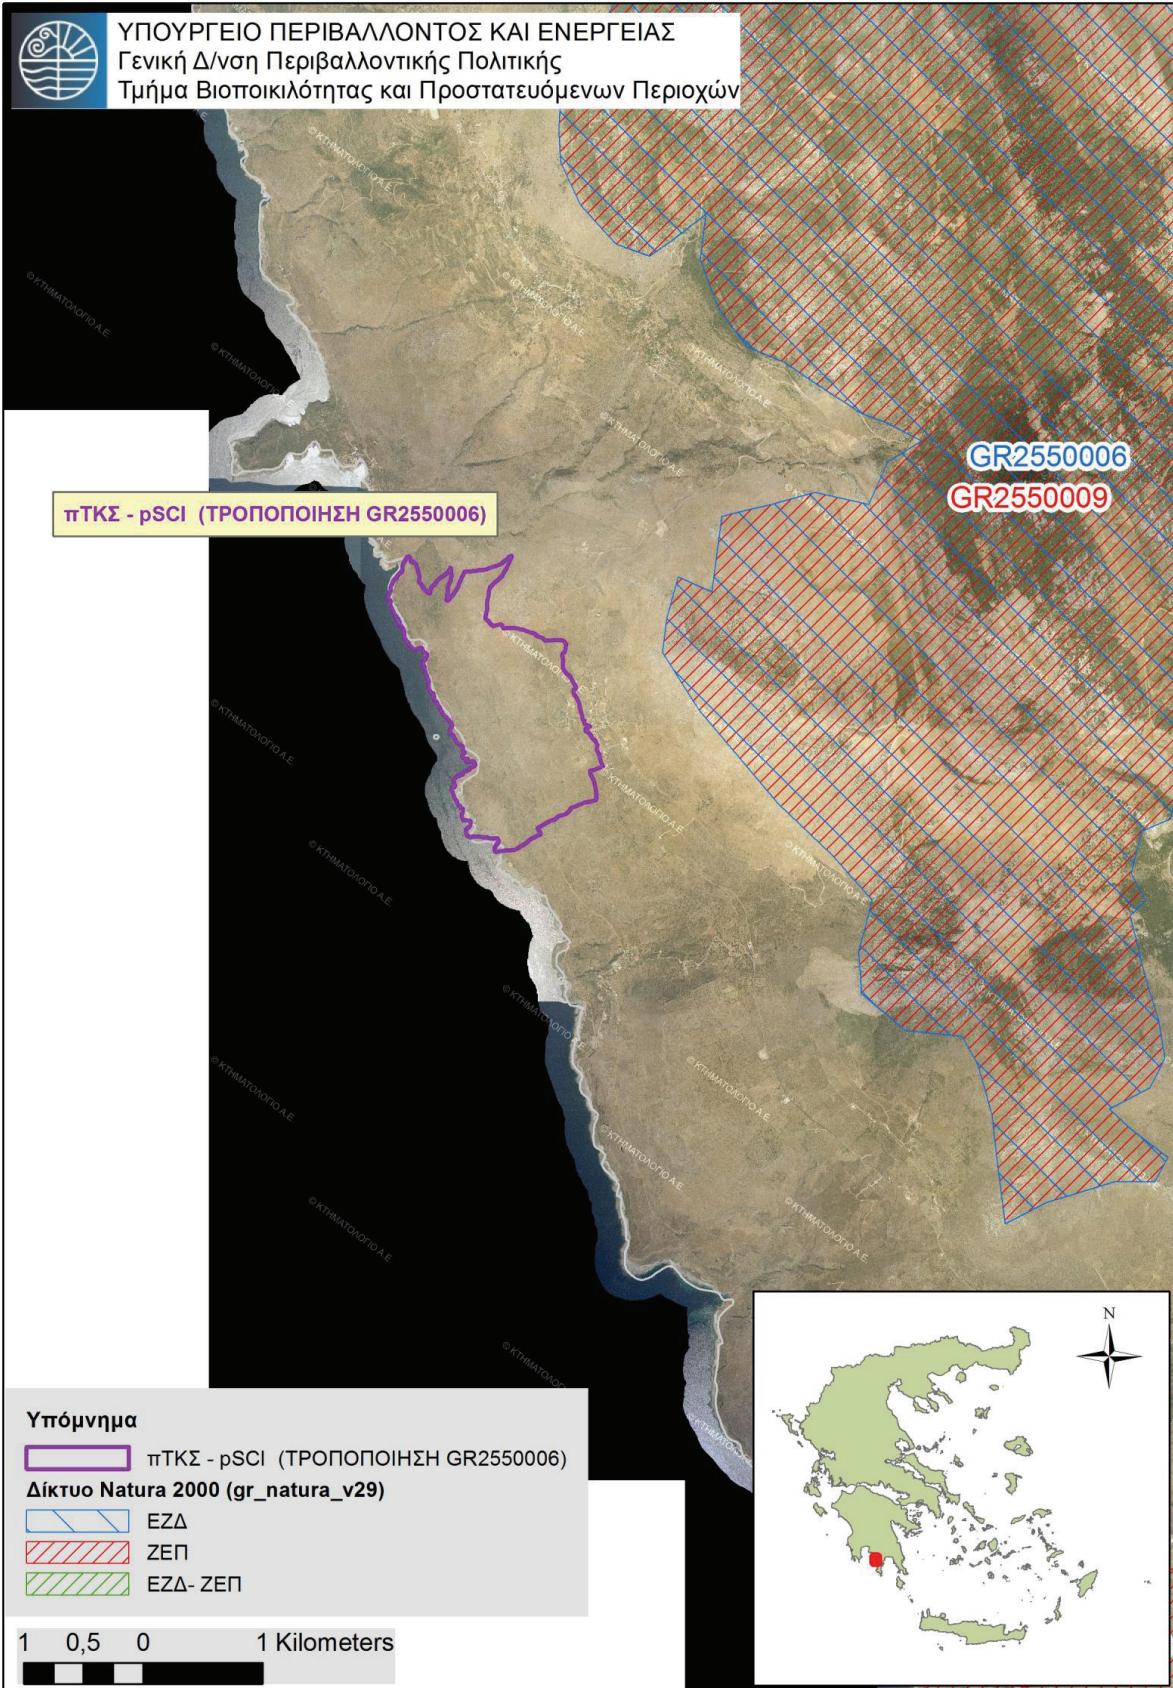 ΥΠΟΥΡΓΕΙΟ ΠΕΡΙΒΑΛΛΟΝΤΟΣ ΚΑΙ ΕΝΕΡΓΕΙΑΣ
Γενική Δ/νση Περιβαλλοντικής Πολιτικής
Τμήμα Βιοποικιλότητας και Προστατευόμενων Περιοχών
© ΚΤΗΜΑΤΟΛΟΓΙΟ Α.Ε.
GR2550006
GR2550009
πΤΚΣ - pSCI (ΤΡΟΠΟΠΟΙΗΣΗ GR2550006)
Υπόμνημα
πΤΚΣ - pSCI (ΤΡΟΠΟΠΟΙΗΣΗ GR2550006)
Δίκτυο Natura 2000 (gr_natura_v29)
ΕΖΔ
ΖΕΠ
ΕΖΔ- ΖΕΠ
1 0,5 0 1 Kilometers
N